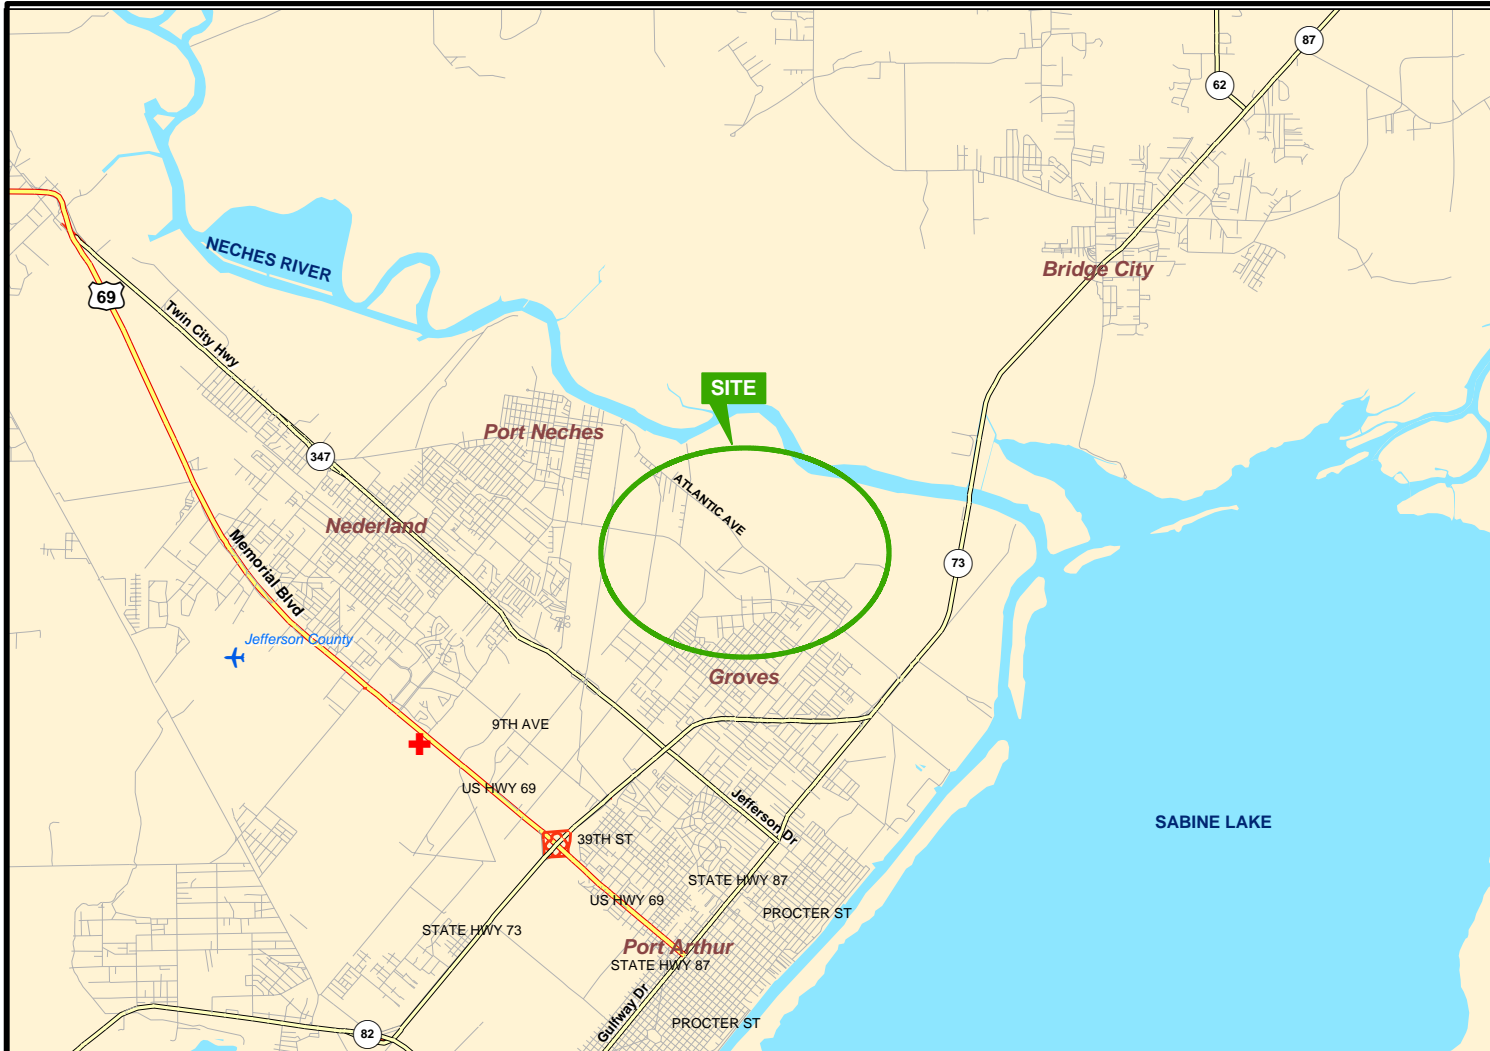 87
62
NECHES RIVER
Bridge City
69
Twin City Hwy
SITE
Port Neches
347
ATLANTIC AVE
Nederland
Memorial Blvd
73
Jefferson County
Groves
9TH AVE
US HWY 69
Jefferson Dr
SABINE LAKE
39TH ST
STATE HWY 87
US HWY 69
PROCTER ST
STATE HWY 73
Port Arthur
STATE HWY 87
Gulfway Dr
PROCTER ST
82